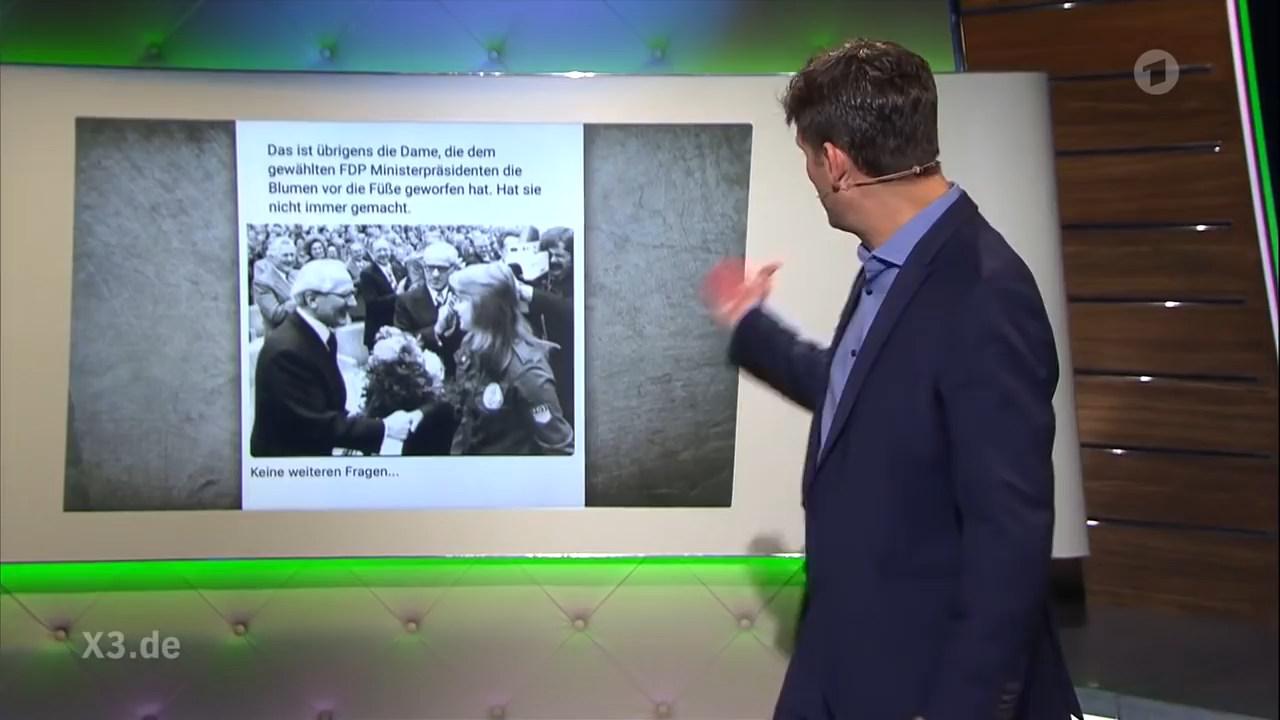 Das ist übrigens die Dame, die dem
gewählten FDP Ministerpräsidenten die
Blumen vor die Füße geworfen hat. Hat sie
nicht immer gemacht.
Keine weiteren Fragen...
1
X3.de